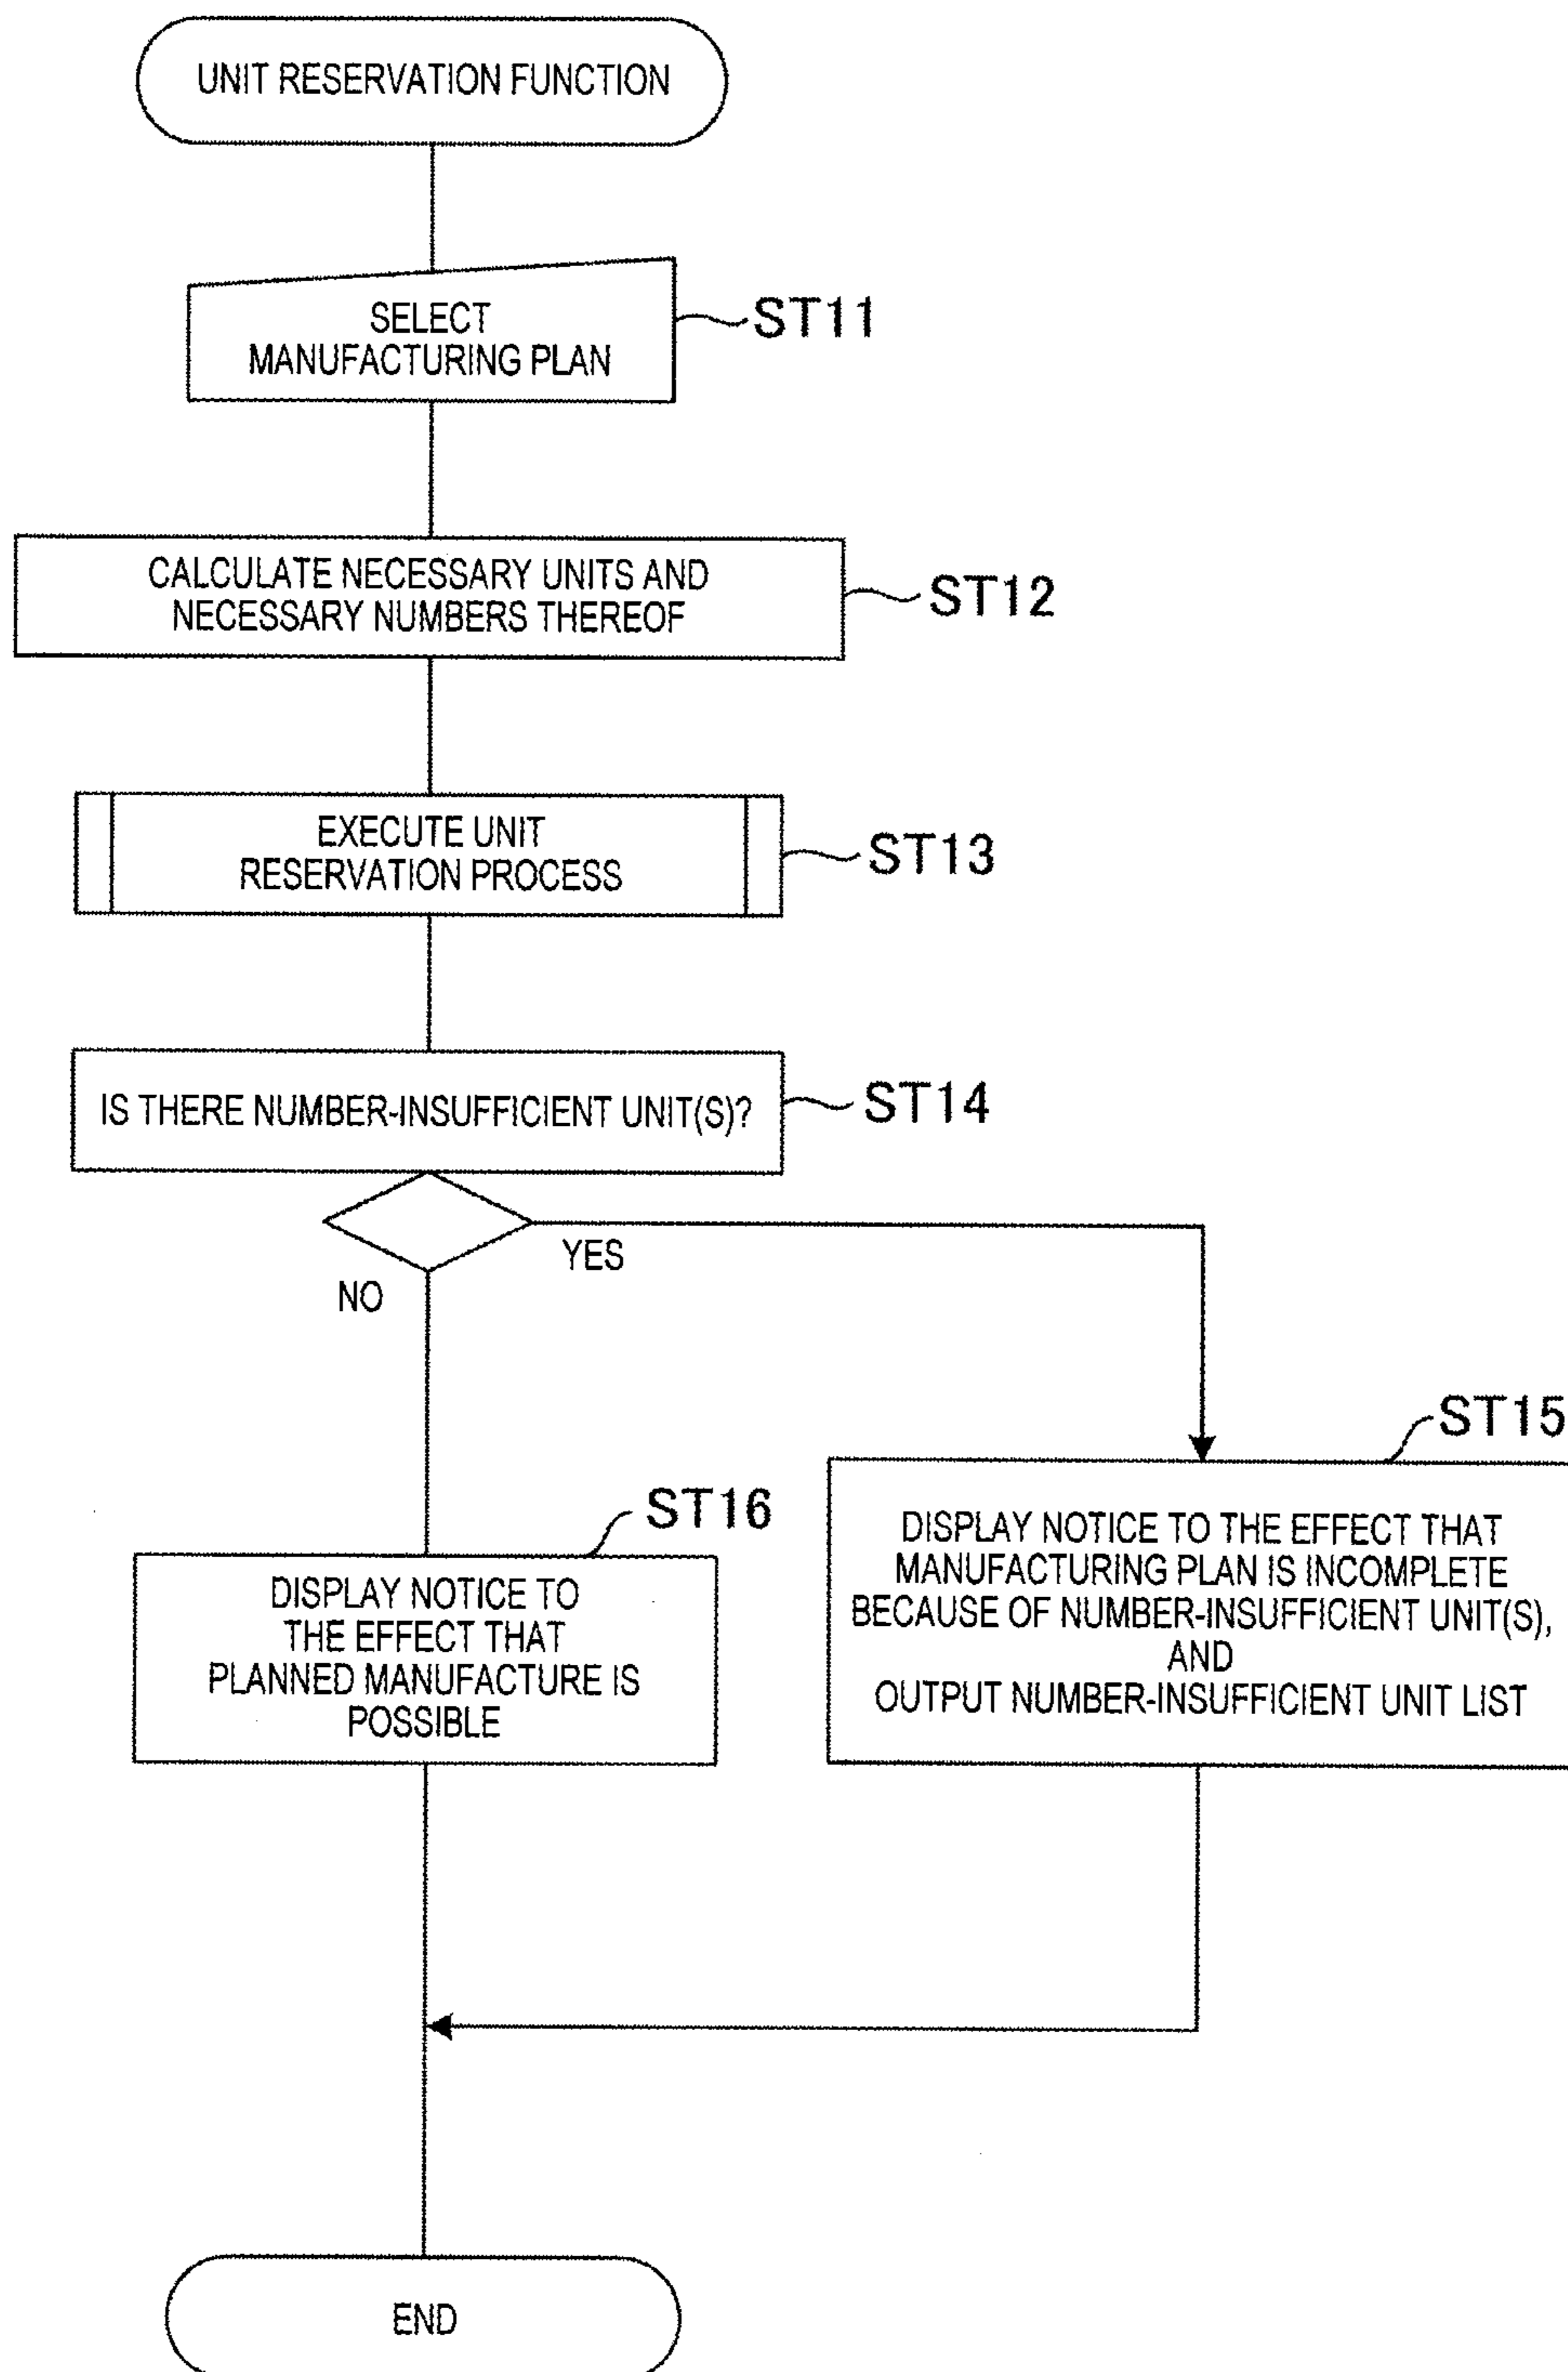 UNIT RESERVATION FUNCTION
SELECT
MANUFACTURING PLAN
ST11
CALCULATE NECESSARY UNITS AND
NECESSARY NUMBERS THEREOF
ST12
EXECUTE UNIT
RESERVATION PROCESS
ST13
IS THERE NUMBER-INSUFFICIENT UNIT(S)?
ST14
YES
NO
ST15
DISPLAY NOTICE TO THE EFFECT THAT
MANUFACTURING PLAN IS INCOMPLETE
BECAUSE OF NUMBER-INSUFFICIENT UNIT(S),
AND
OUTPUT NUMBER-INSUFFICIENT UNIT LIST
ST16
DISPLAY NOTICE TO
THE EFFECT THAT
PLANNED MANUFACTURE IS
POSSIBLE
END